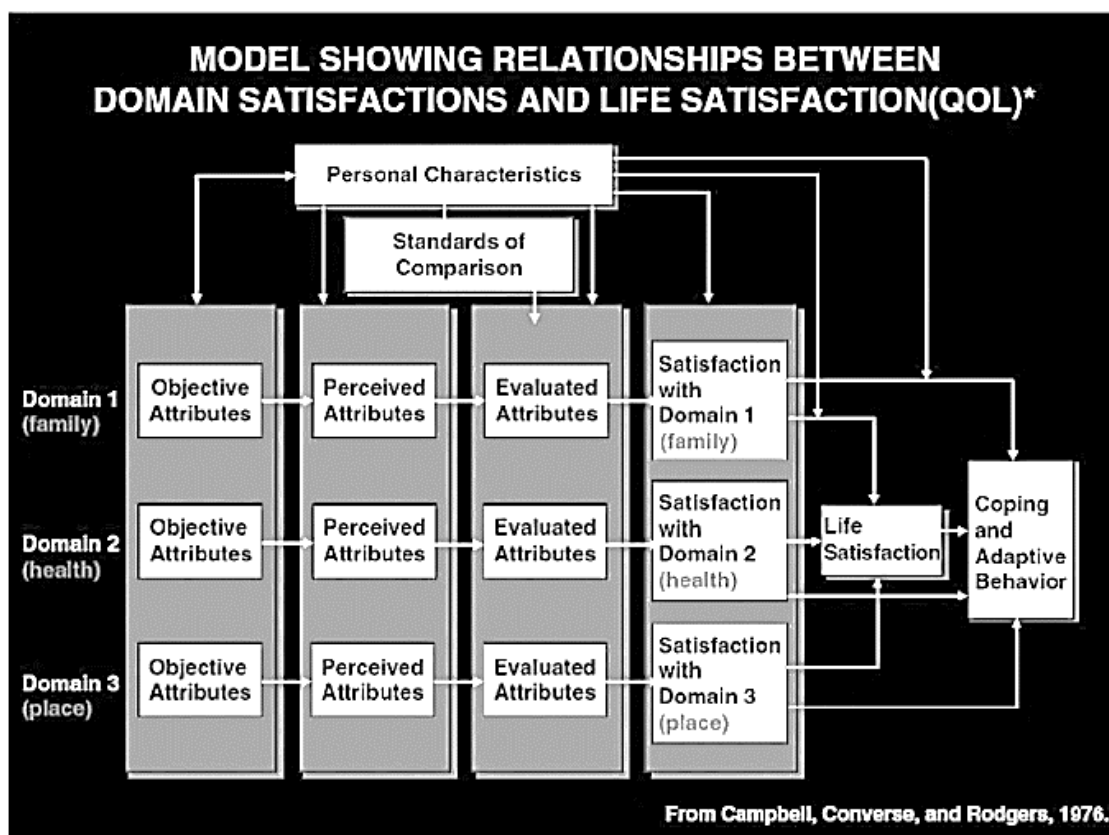 MODEL SHOWING RELATIONSHIPS BETWEEN
DOMAIN SATISFACTIONS AND LIFE SATISFACTION(QOL)*
Personal Characteristics
Standards of
Comparison
Domain 1
(family)
Objective
Attributes
Perceived
Attributes
Evaluated
Attributes
Satisfaction
with
Domain 1
(family)
Domain 2
(health)
Objective
Attributes
Perceived
Attributes
Evaluated
Attributes
Satisfaction
with
Domain 2
(health)
Life
Satisfaction
Coping
and
Adaptive
Behavior
Domain 3
(place)
Objective
Attributes
Perceived
Attributes
Evaluated
Attributes
Satisfaction
with
Domain 3
(place)
From Campbell, Converse, and Rodgers, 1976.